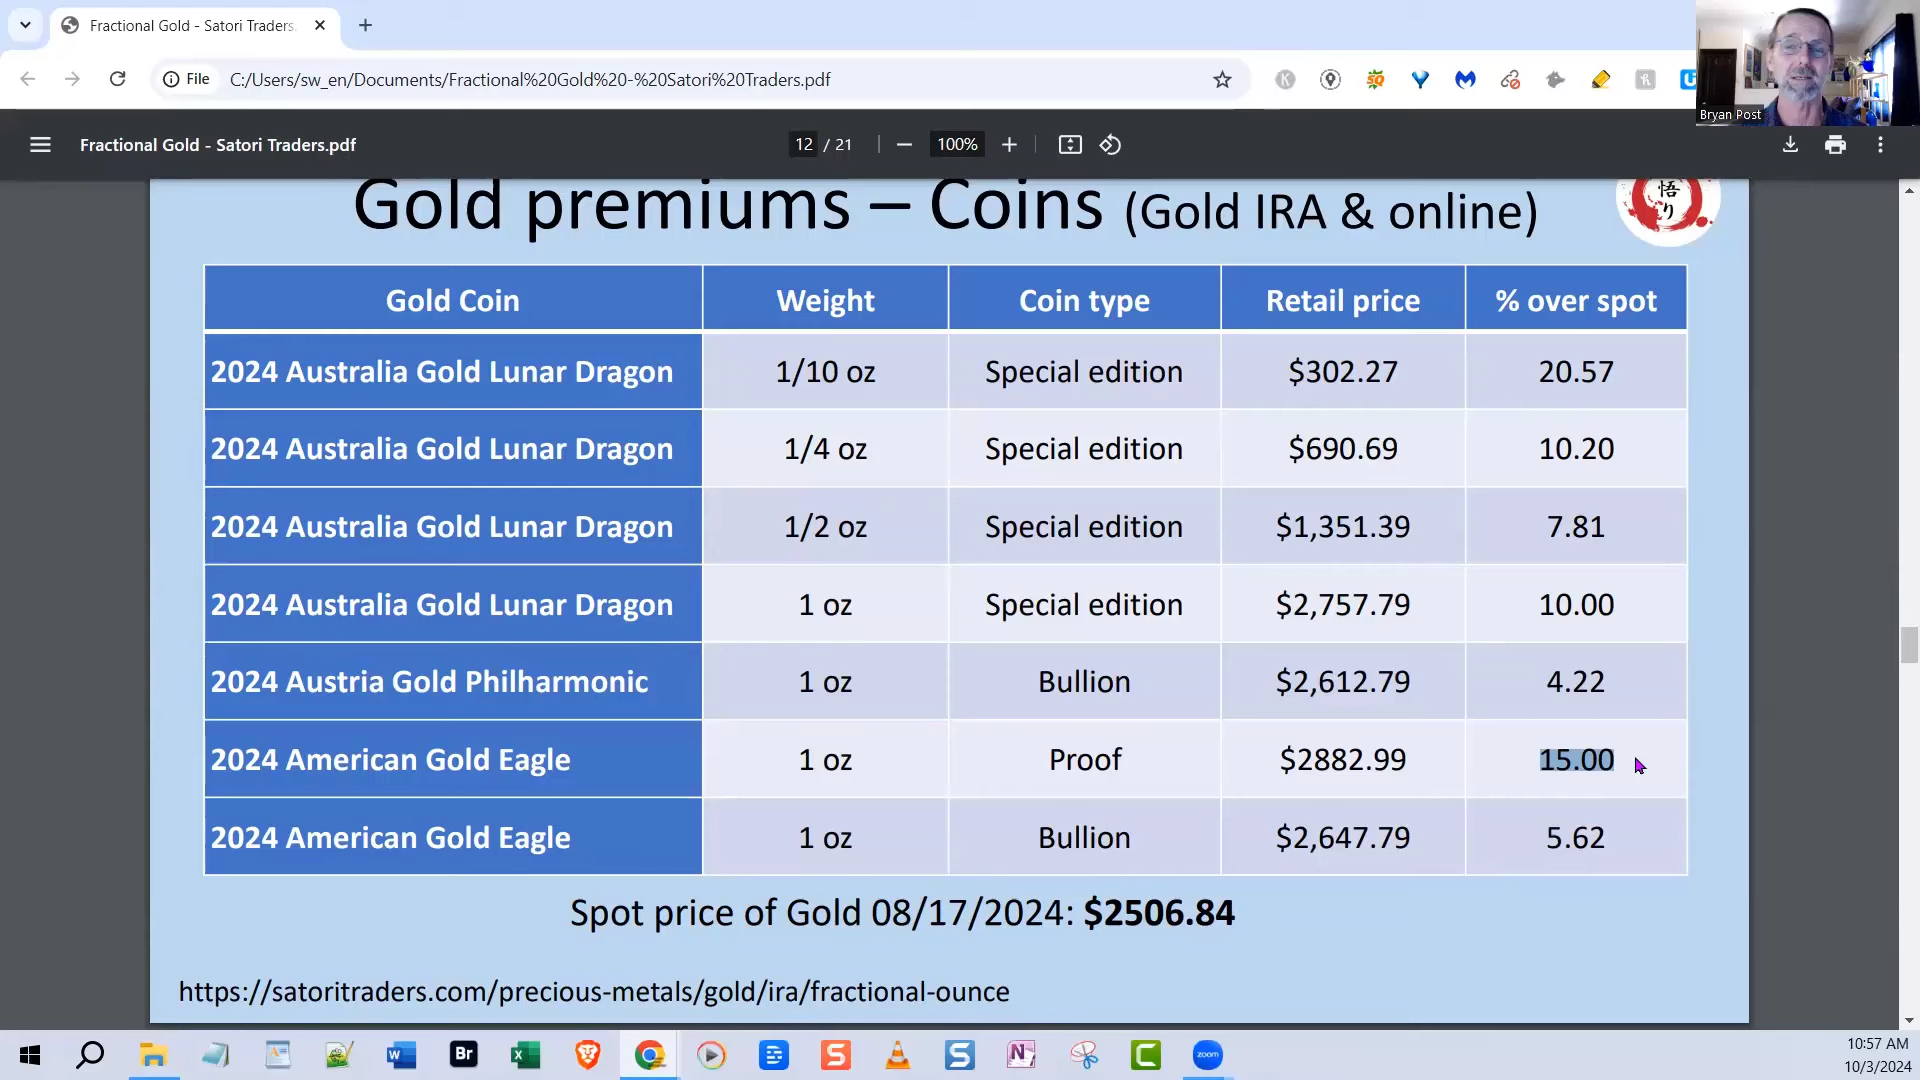 Fractional Gold - Satori Traders.
File
C:/Users/sw_en/Documents/Fractional%20Gold%20-%20Satori%20Traders.pdf
Bryan Post
Fractional Gold - Satori Traders.pdf
12 / 21
100%
Gold premiums – Coins (Gold IRA & online)
悟り
Gold Coin Weight Coin type Retail price % over spot
2024 Australia Gold Lunar Dragon 1/10 oz Special edition $302.27 20.57
2024 Australia Gold Lunar Dragon 1/4 oz Special edition $690.69 10.20
2024 Australia Gold Lunar Dragon 1/2 oz Special edition $1,351.39 7.81
2024 Australia Gold Lunar Dragon 1 oz Special edition $2,757.79 10.00
2024 Austria Gold Philharmonic 1 oz Bullion $2,612.79 4.22
2024 American Gold Eagle 1 oz Proof $2882.99 15.00
2024 American Gold Eagle 1 oz Bullion $2,647.79 5.62
Spot price of Gold 08/17/2024: $2506.84
https://satoritraders.com/precious-metals/gold/ira/fractional-ounce
10:57 AM
10/3/2024